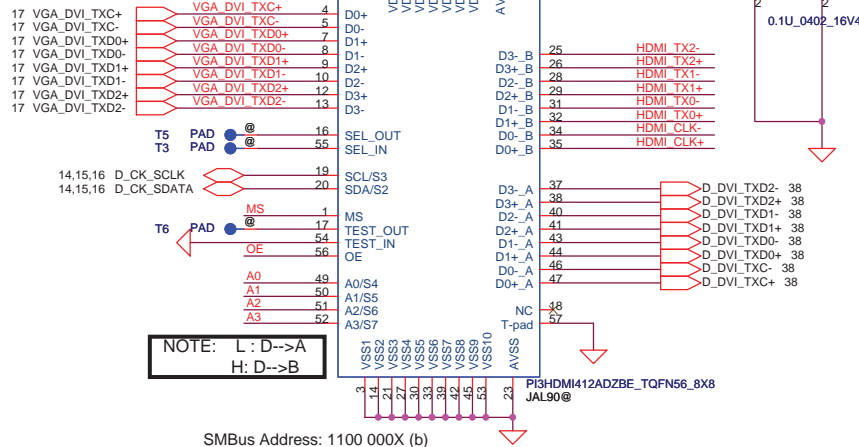 17 VGA_DVI_TXC+ VGA_DVI_TXC+ 4 D0+
17 VGA_DVI_TXC- VGA_DVI_TXC- 5 D0-
17 VGA_DVI_TXD0+ VGA_DVI_TXD0+ 7 D1+
17 VGA_DVI_TXD0- VGA_DVI_TXD0- 8 D1-
17 VGA_DVI_TXD1+ VGA_DVI_TXD1+ 9 D2+
17 VGA_DVI_TXD1- VGA_DVI_TXD1- 10 D2-
17 VGA_DVI_TXD2+ VGA_DVI_TXD2+ 12 D3+
17 VGA_DVI_TXD2- VGA_DVI_TXD2- 13 D3-
T5 PAD @ 16 SEL_OUT
T3 PAD @ 55 SEL_IN
14,15,16 D_CK_SCLK 19 SCL/S3
14,15,16 D_CK_SDATA 20 SDA/S2
MS 1 MS
T6 PAD @ 17 TEST_OUT
54 TEST_IN
OE 56 OE
A0 49 A0/S4
A1 50 A1/S5
A2 51 A2/S6
A3 52 A3/S7
VD VD VD VD VD AV
D3-_B 25 HDMI_TX2-
D3+_B 26 HDMI_TX2+
D2-_B 28 HDMI_TX1-
D2+_B 29 HDMI_TX1+
D1-_B 31 HDMI_TX0-
D1+_B 32 HDMI_TX0+
D0-_B 34 HDMI_CLK-
D0+_B 35 HDMI_CLK+
D3-_A 37 D_DVI_TXD2- 38
D3+_A 38 D_DVI_TXD2+ 38
D2-_A 40 D_DVI_TXD1- 38
D2+_A 41 D_DVI_TXD1+ 38
D1-_A 43 D_DVI_TXD0- 38
D1+_A 44 D_DVI_TXD0+ 38
D0-_A 46 D_DVI_TXC- 38
D0+_A 47 D_DVI_TXC+ 38
NC 18
T-pad 57
2 2
0.1U_0402_16V4
NOTE: L : D-->A
H: D-->B
VSS1 VSS2 VSS3 VSS4 VSS5 VSS6 VSS7 VSS8 VSS9 VSS10 AVSS
3 14 21 27 30 33 39 42 45 53 23
PI3HDMI412ADZBE_TQFN56_8X8
JAL90@
SMBus Address: 1100 000X (b)